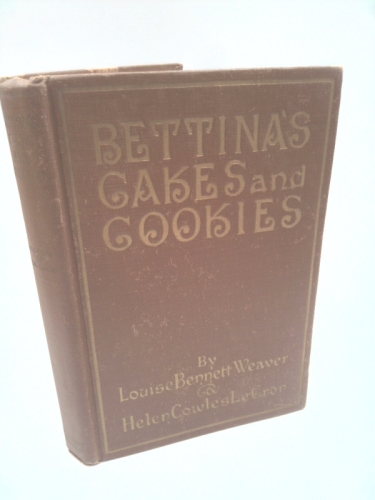 BETTINA'S
CAKES and
COOKIES
By
Louise Bennett Weaver
&
Helen Cowles LeCron